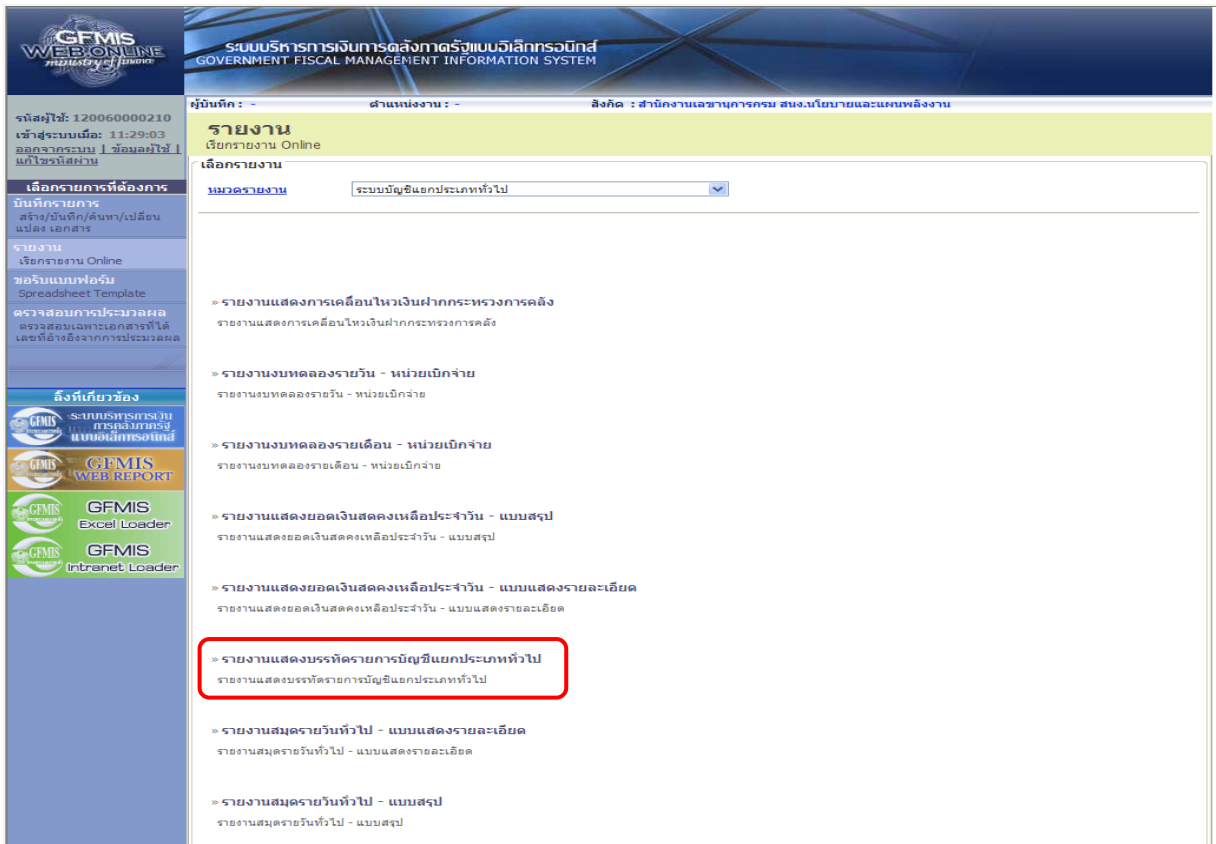 GFMIS
WEB ONLINE
ministry of finance
ระบบบริหารการเงินการคลังภาครัฐแบบอิเล็กทรอนิกส์
GOVERNMENT FISCAL MANAGEMENT INFORMATION SYSTEM
ผู้บันทึก : - ตำแหน่งงาน : - สังกัด : สำนักงานเลขานุการกรม สนง.นโยบายและแผนพลังงาน
รหัสผู้ใช้: 120060000210
เข้าสู่ระบบเมื่อ: 11:29:03
ออกจากระบบ | ข้อมูลผู้ใช้ |
แก้ไขรหัสผ่าน
เลือกรายการที่ต้องการ
บันทึกรายการ
สร้าง/บันทึก/ค้นหา/เปลี่ยน
แปลง เอกสาร
รายงาน
เรียกรายงาน Online
ขอรับแบบฟอร์ม
Spreadsheet Template
ตรวจสอบการประมวลผล
ตรวจสอบเฉพาะเอกสารที่ได้
เลขที่อ้างอิงจากการประมวลผล
ลิ้งที่เกี่ยวข้อง
GFMIS ระบบบริหารการเงิน
การคลังภาครัฐ
แบบอิเล็กทรอนิกส์
GFMIS GFMIS
WEB REPORT
GFMIS GFMIS
Excel Loader
GFMIS GFMIS
Intranet Loader
รายงาน
เรียกรายงาน Online
เลือกรายงาน
หมวดรายงาน ระบบบัญชีแยกประเภททั่วไป
» รายงานแสดงการเคลื่อนไหวเงินฝากกระทรวงการคลัง
รายงานแสดงการเคลื่อนไหวเงินฝากกระทรวงการคลัง
» รายงานงบทดลองรายวัน - หน่วยเบิกจ่าย
รายงานงบทดลองรายวัน - หน่วยเบิกจ่าย
» รายงานงบทดลองรายเดือน - หน่วยเบิกจ่าย
รายงานงบทดลองรายเดือน - หน่วยเบิกจ่าย
» รายงานแสดงยอดเงินสดคงเหลือประจำวัน - แบบสรุป
รายงานแสดงยอดเงินสดคงเหลือประจำวัน - แบบสรุป
» รายงานแสดงยอดเงินสดคงเหลือประจำวัน - แบบแสดงรายละเอียด
รายงานแสดงยอดเงินสดคงเหลือประจำวัน - แบบแสดงรายละเอียด
» รายงานแสดงบรรทัดรายการบัญชีแยกประเภททั่วไป
รายงานแสดงบรรทัดรายการบัญชีแยกประเภททั่วไป
» รายงานสมุดรายวันทั่วไป - แบบแสดงรายละเอียด
รายงานสมุดรายวันทั่วไป - แบบแสดงรายละเอียด
» รายงานสมุดรายวันทั่วไป - แบบสรุป
รายงานสมุดรายวันทั่วไป - แบบสรุป